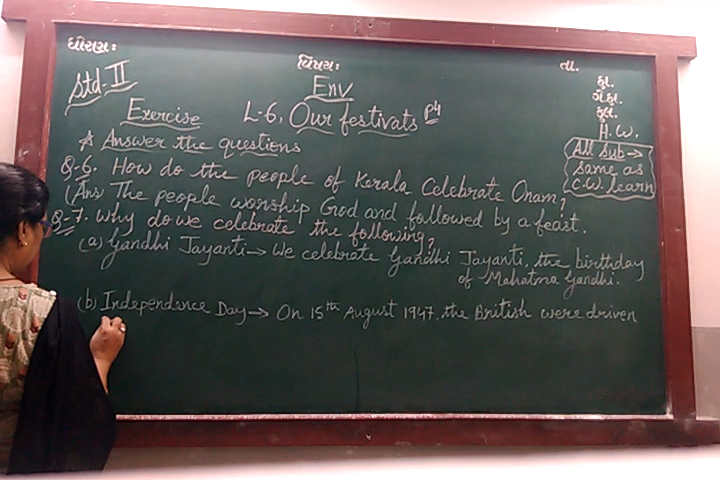 ધોરણ: વિષય: તા.
Std-II Env
Exercise L-6. Our festivals P4
હા.
ગે.હા.
કુલ.
H.W.
All Sub →
Same as
C.W. learn
☆ Answer the questions
Q-6. How do the people of Kerala Celebrate Onam?
(Ans) The people worship God and followed by a feast.
Q-7. Why do we celebrate the following?
(a) Gandhi Jayanti → We celebrate Gandhi Jayanti, the birthday
of Mahatma Gandhi.
(b) Independence Day → On 15th August 1947. the British were driven